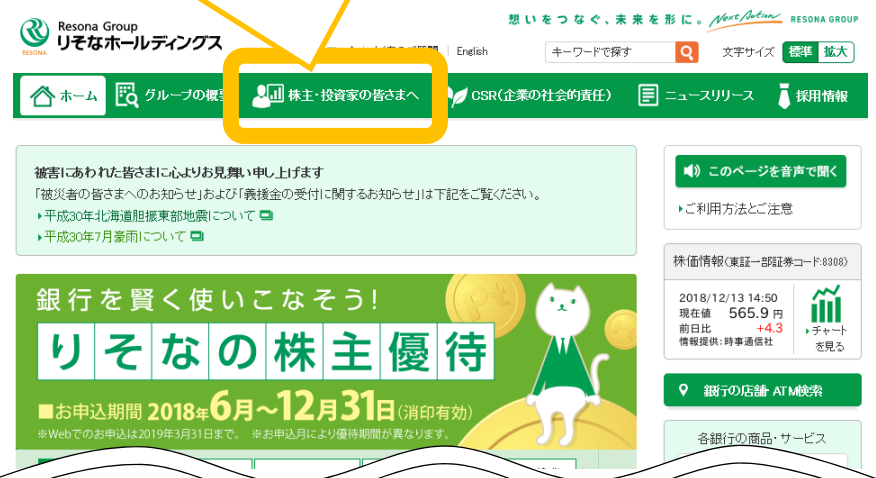 Resona Group
りそなホールディングス
RESONA
想いをつなぐ、未来を形に。 Next Action RESONA GROUP
English
キーワードで探す
文字サイズ 標準 拡大
ホーム グループの概要 株主・投資家の皆さまへ CSR(企業の社会的責任) ニュースリリース 採用情報
被害にあわれた皆さまに心よりお見舞い申し上げます
「被災者の皆さまへのお知らせ」および「義援金の受付に関するお知らせ」は下記をご覧ください。
平成30年北海道胆振東部地震について
平成30年7月豪雨について
銀行を賢く使いこなそう!
りそなの株主優待
■お申込期間 2018年6月～12月31日(消印有効)
※Webでのお申込は2019年3月31日まで。 ※お申込月により優待期間が異なります。
このページを音声で聞く
ご利用方法とご注意
株価情報(東証一部証券コード:8308)
2018/12/13 14:50
現在値 565.9 円
前日比 +4.3
情報提供:時事通信社
チャート
を見る
銀行の店舗・ATM検索
各銀行の商品・サービス